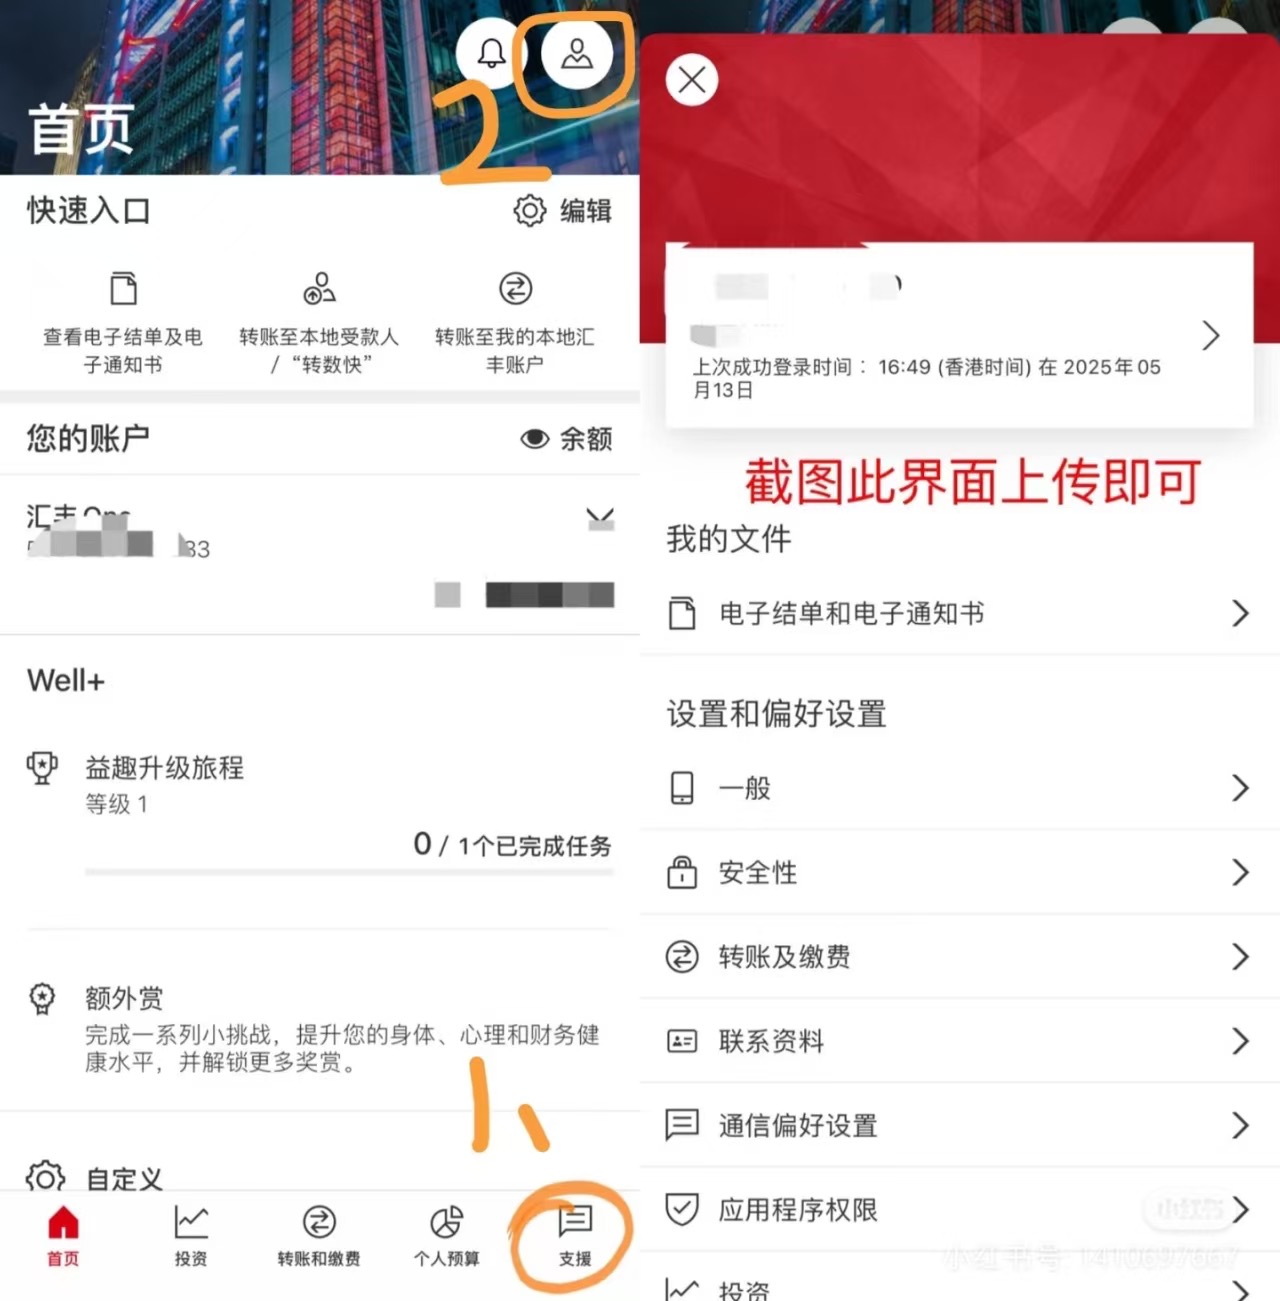 2
首页
快速入口
编辑
查看电子结单及电
子通知书
转账至本地受款人
/ “转数快”
转账至我的本地汇
丰账户
您的账户
余额
汇丰 One
33
Well+
益趣升级旅程
等级 1
0 / 1个已完成任务
额外赏
完成一系列小挑战，提升您的身体、心理和财务健
康水平，并解锁更多奖赏。
1、
自定义
首页
投资
转账和缴费
个人预算
支援
上次成功登录时间： 16:49 (香港时间) 在 2025年05
月13日
截图此界面上传即可
我的文件
电子结单和电子通知书
设置和偏好设置
一般
安全性
转账及缴费
联系资料
通信偏好设置
应用程序权限
小红书
投资